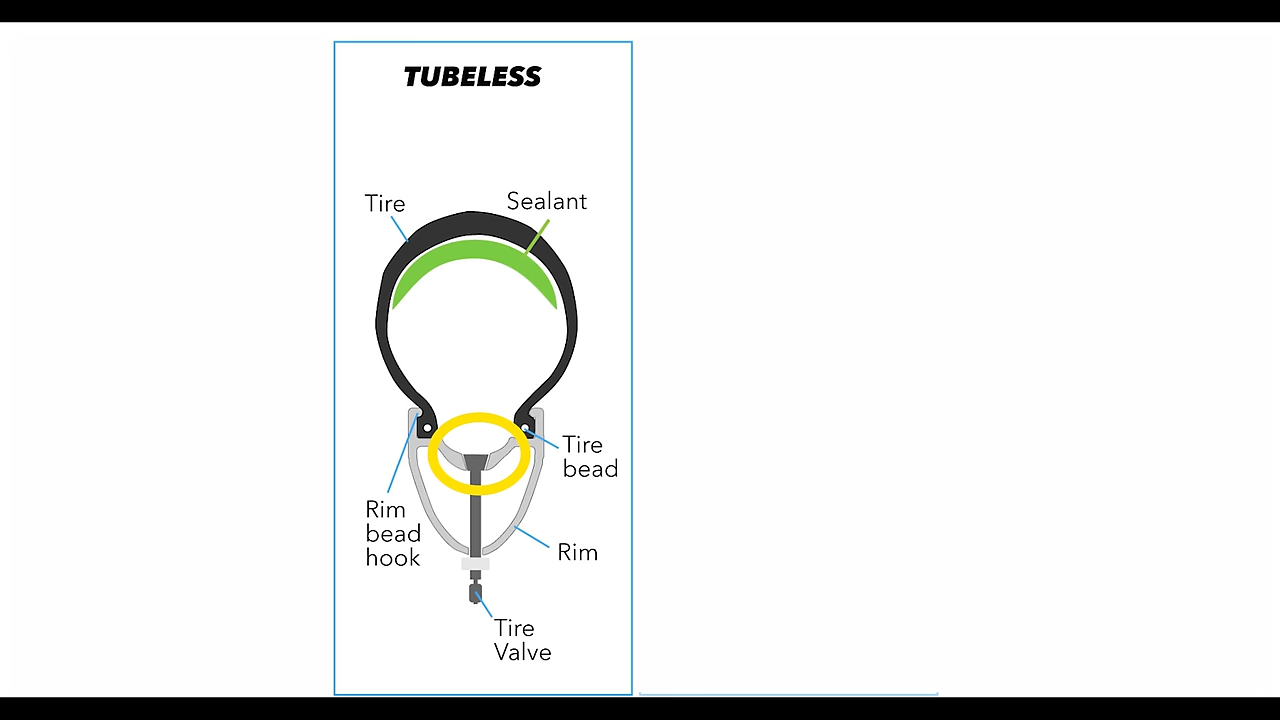 TUBELESS
Tire
Sealant
Tire
bead
Rim
bead
hook
Rim
Tire
Valve